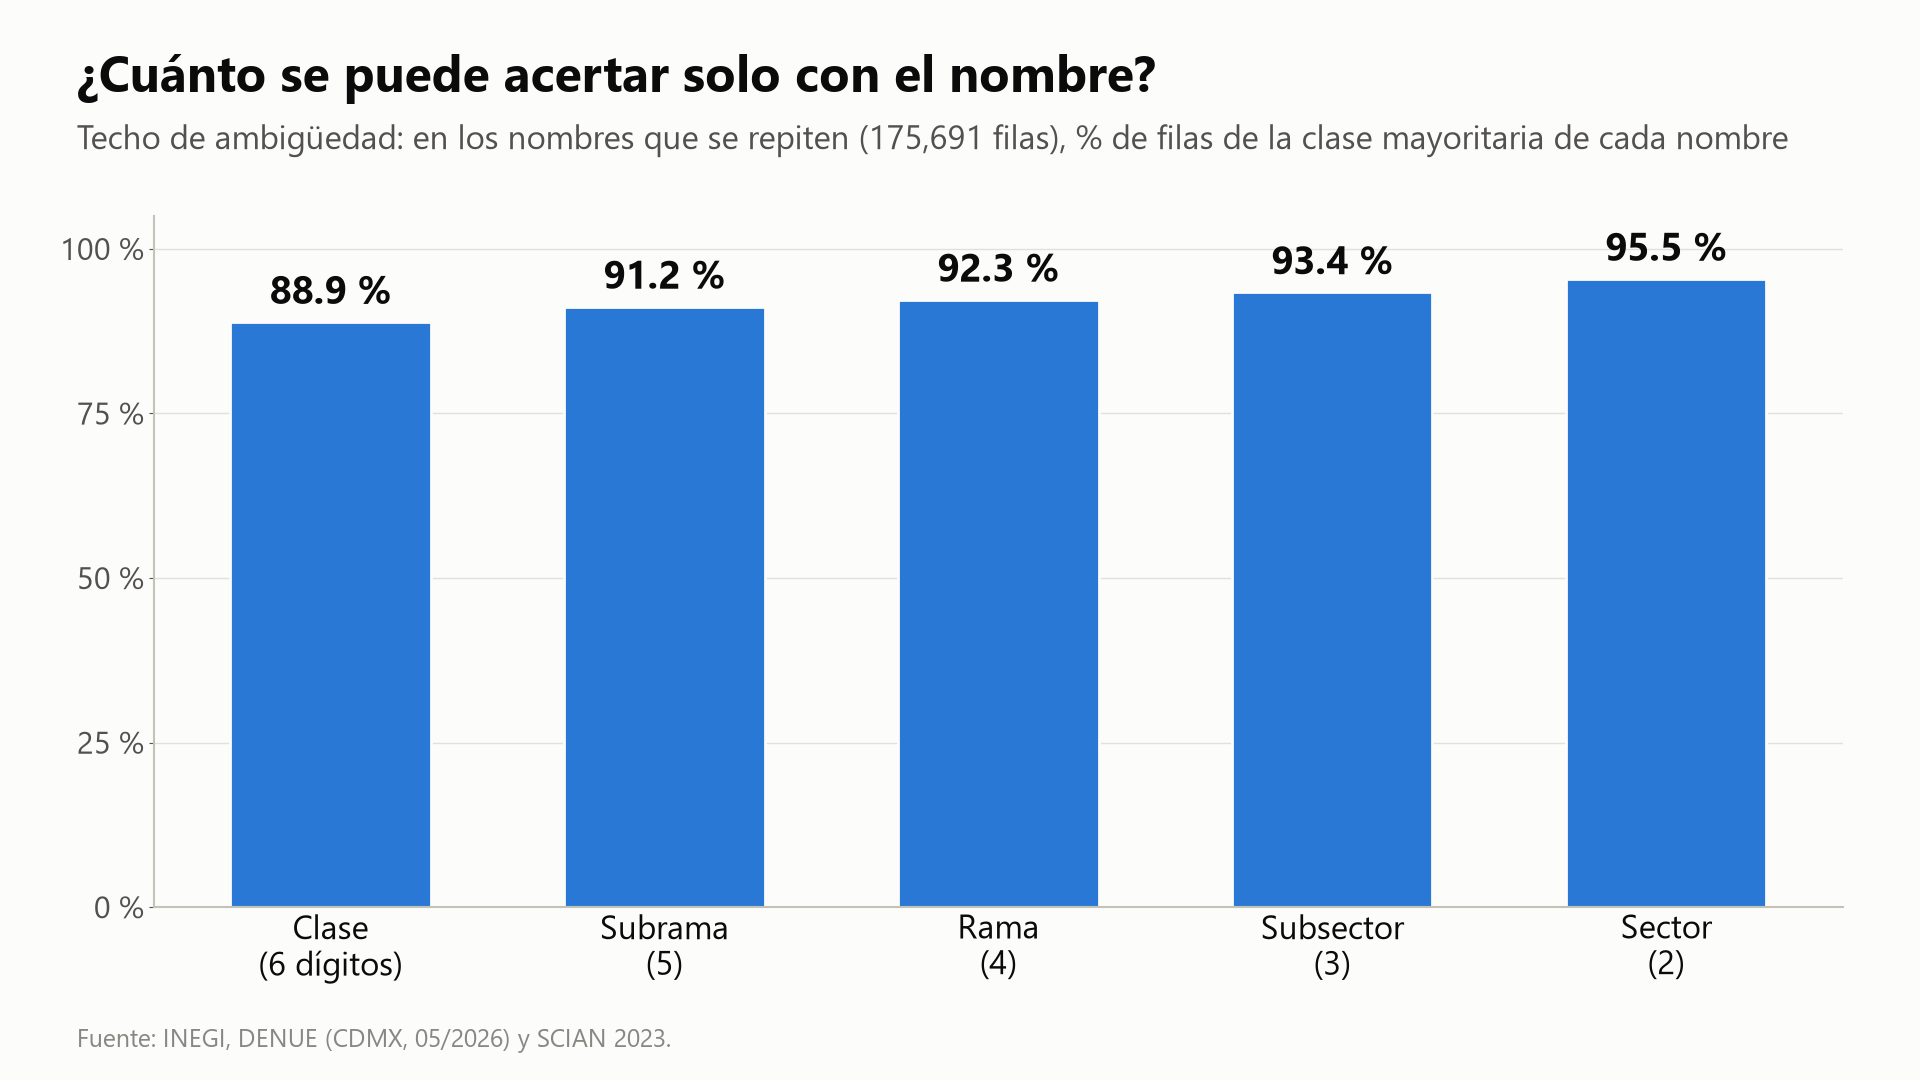 ¿Cuánto se puede acertar solo con el nombre?
Techo de ambigüedad: en los nombres que se repiten (175,691 filas), % de filas de la clase mayoritaria de cada nombre
100 %
75 %
50 %
25 %
0 %
88.9 %
91.2 %
92.3 %
93.4 %
95.5 %
Clase
(6 dígitos)
Subrama
(5)
Rama
(4)
Subsector
(3)
Sector
(2)
Fuente: INEGI, DENUE (CDMX, 05/2026) y SCIAN 2023.